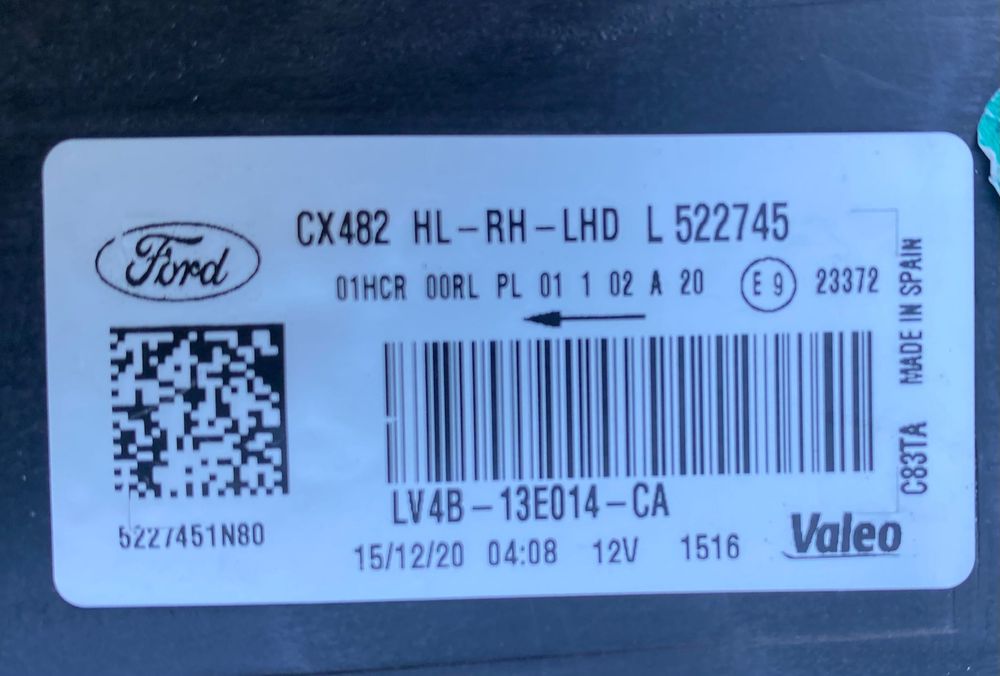 Ford
CX482 HL-RH-LHD L 522745
01HCR 00RL PL 01 1 02 A 20 E 9 23372
MADE IN SPAIN
C83TA
LV4B-13E014-CA
5227451N80
15/12/20 04:08 12V 1516
Valeo